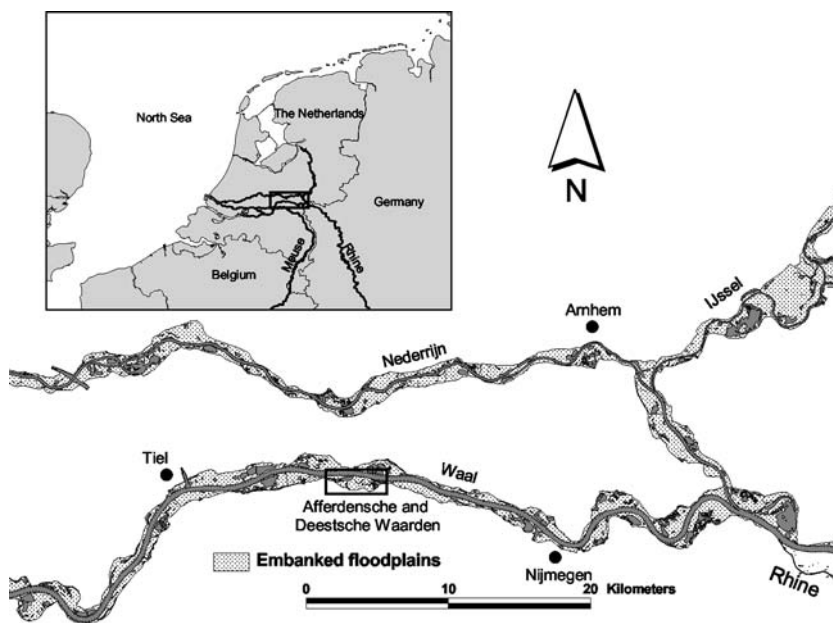 North Sea
The Netherlands
Germany
Meuse
Rhine
Belgium
N
IJssel
Arnhem
Nederrijn
Tiel
Waal
Afferdensche and
Deestsche Waarden
Embanked floodplains
Nijmegen
Rhine
0 10 20 Kilometers